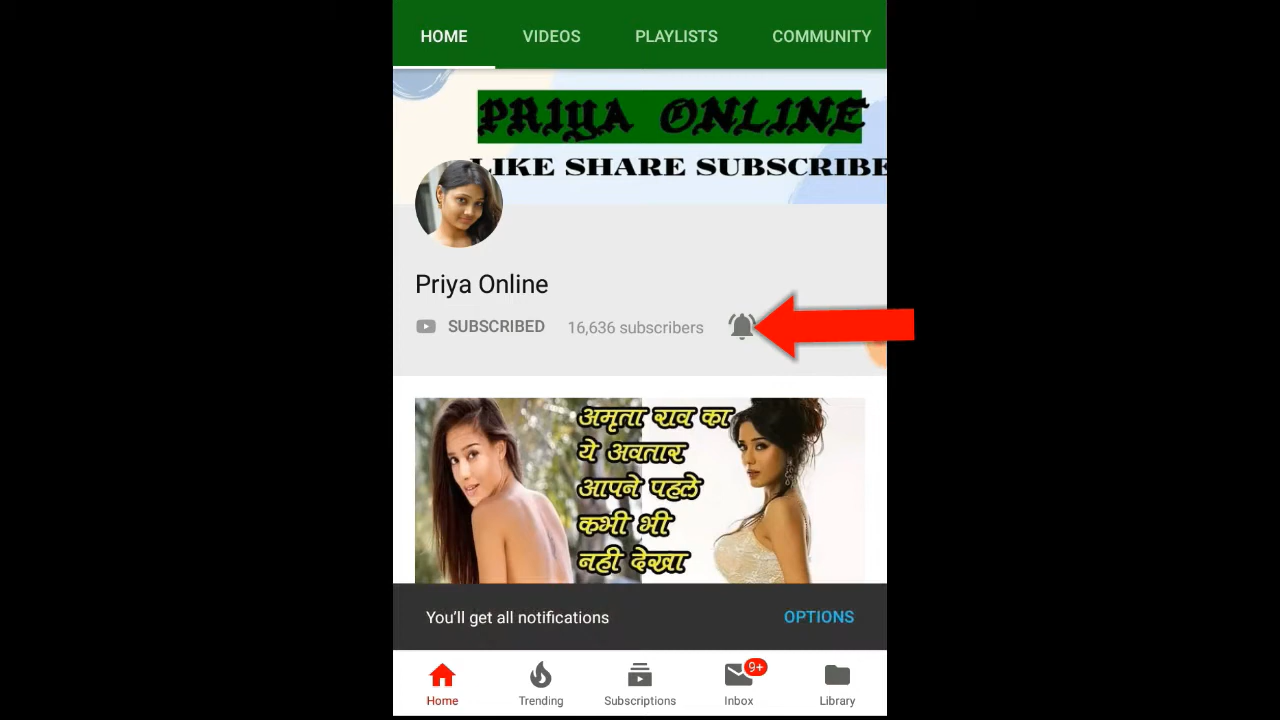 HOME VIDEOS PLAYLISTS COMMUNITY
PRIYA ONLINE
LIKE SHARE SUBSCRIBE
Priya Online
SUBSCRIBED 16,636 subscribers
अमृता राव का
ये अवतार
आपने पहले
कभी भी
नही देखा
You'll get all notifications OPTIONS
9+
Home Trending Subscriptions Inbox Library